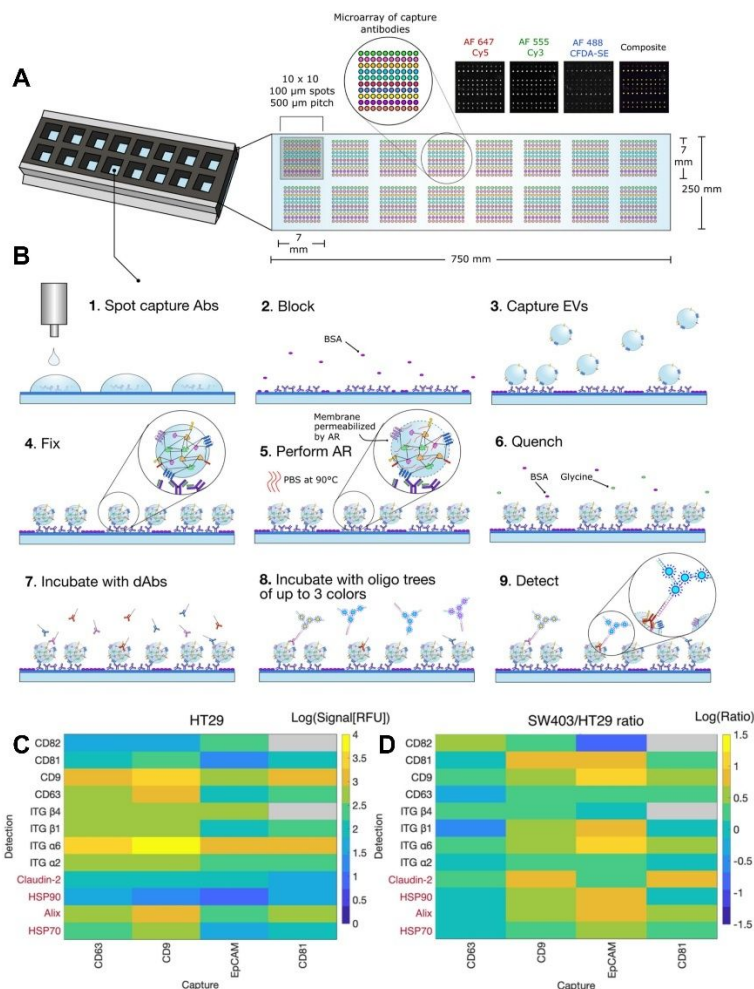 Microarray of capture
antibodies
AF 647
Cy5
AF 555
Cy3
AF 488
CFDA-SE
Composite
A
10 x 10
100 µm spots
500 µm pitch
7
mm
250 mm
7
mm
750 mm
B
1. Spot capture Abs
2. Block
BSA
3. Capture EVs
4. Fix
Membrane
permeabilized
by AR
5. Perform AR
PBS at 90°C
6. Quench
BSA
Glycine
7. Incubate with dAbs
8. Incubate with oligo trees
of up to 3 colors
9. Detect
C
HT29
Log(Signal[RFU])
Detection
CD82
CD81
CD9
CD63
ITG β4
ITG β1
ITG α6
ITG α2
Claudin-2
HSP90
Alix
HSP70
CD63
CD9
EpCAM
CD81
Capture
4
3.5
3
2.5
2
1.5
1
0.5
0
D
SW403/HT29 ratio
Log(Ratio)
Detection
CD82
CD81
CD9
CD63
ITG β4
ITG β1
ITG α6
ITG α2
Claudin-2
HSP90
Alix
HSP70
CD63
CD9
EpCAM
CD81
Capture
1.5
1.0
0.5
0
-0.5
-1.0
-1.5